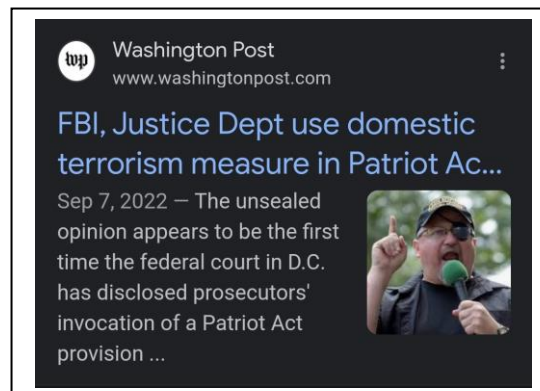 wp
Washington Post
www.washingtonpost.com
FBI, Justice Dept use domestic
terrorism measure in Patriot Ac...
Sep 7, 2022 — The unsealed
opinion appears to be the first
time the federal court in D.C.
has disclosed prosecutors'
invocation of a Patriot Act
provision ...